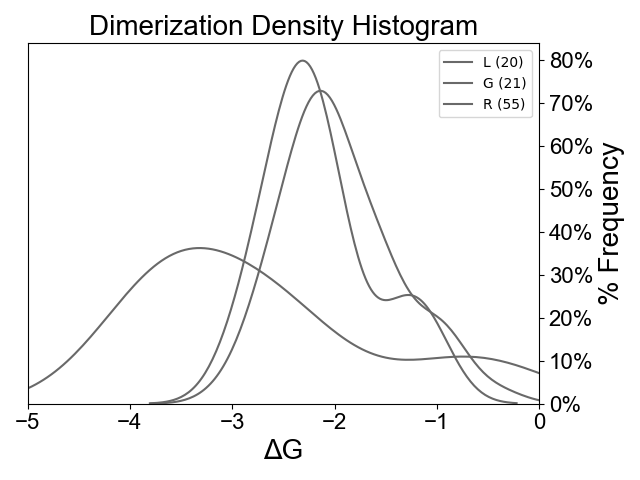 Dimerization Density Histogram
L (20)
G (21)
R (55)
80%
70%
60%
50%
40%
30%
20%
10%
0%
% Frequency
−5 −4 −3 −2 −1 0
ΔG